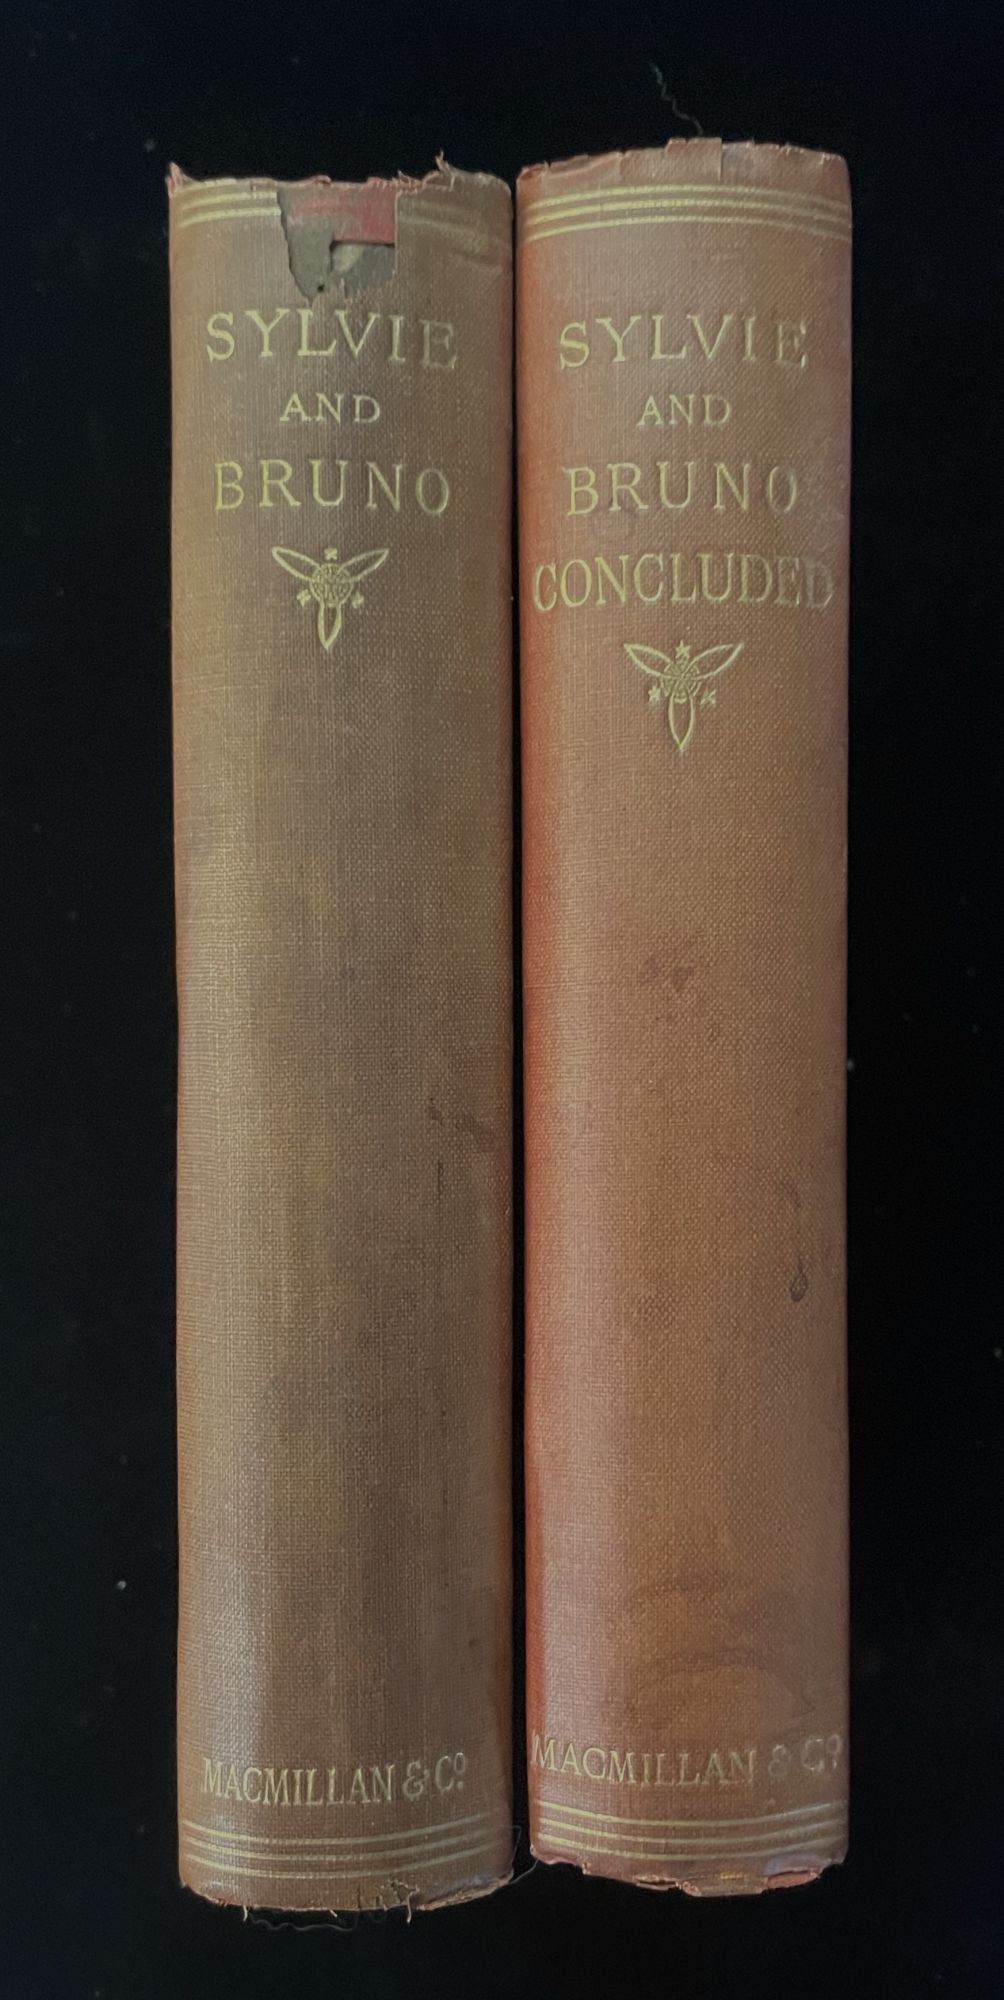 SYLVIE
AND
BRUNO
MACMILLAN & Cº
SYLVIE
AND
BRUNO
CONCLUDED
MACMILLAN & Cº